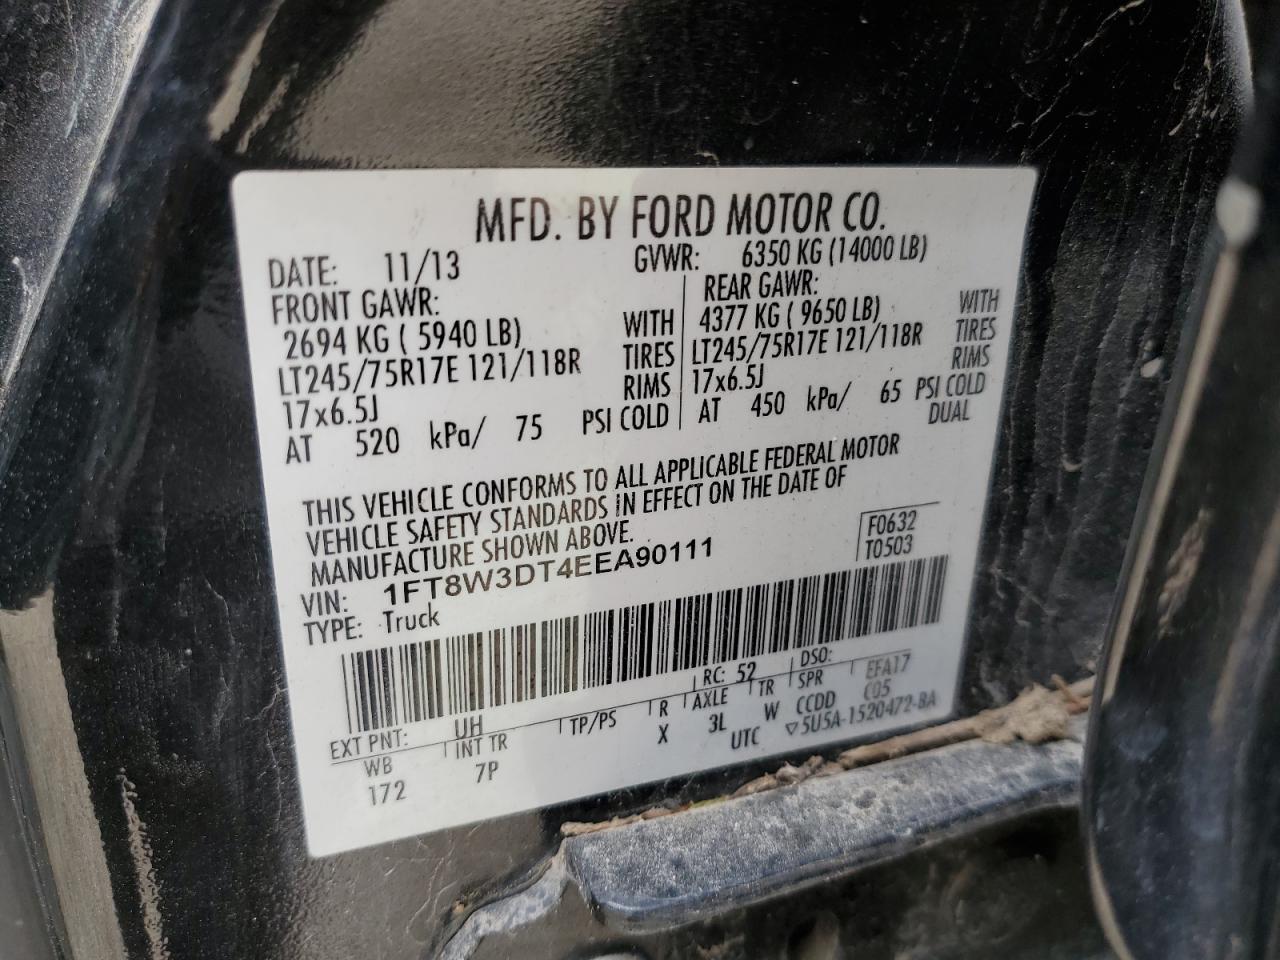 MFD. BY FORD MOTOR CO.
DATE: 11/13 GVWR: 6350 KG (14000 LB)
FRONT GAWR: REAR GAWR:
2694 KG ( 5940 LB) WITH 4377 KG ( 9650 LB) WITH
LT245/75R17E 121/118R TIRES LT245/75R17E 121/118R TIRES
17x6.5J RIMS 17x6.5J RIMS
AT 520 kPa/ 75 PSI COLD AT 450 kPa/ 65 PSI COLD
DUAL
THIS VEHICLE CONFORMS TO ALL APPLICABLE FEDERAL MOTOR
VEHICLE SAFETY STANDARDS IN EFFECT ON THE DATE OF
MANUFACTURE SHOWN ABOVE.
F0632
T0503
VIN: 1FT8W3DT4EEA90111
TYPE: Truck
EXT PNT: UH RC: 52 DSO:
WB INT TR TP/PS R AXLE TR SPR EFA17
172 7P X 3L W CCDD C05
UTC ▽5U5A-1520472-BA